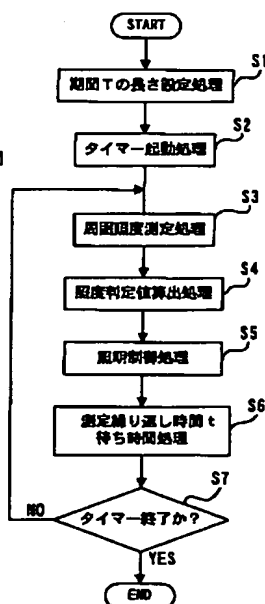 START
S1
期間Tの長さ設定処理
S2
タイマー起動処理
S3
周囲照度測定処理
S4
照度判定値算出処理
S5
照明制御処理
S6
測定繰り返し時間t
待ち時間処理
S7
タイマー終了か?
NO
YES
END